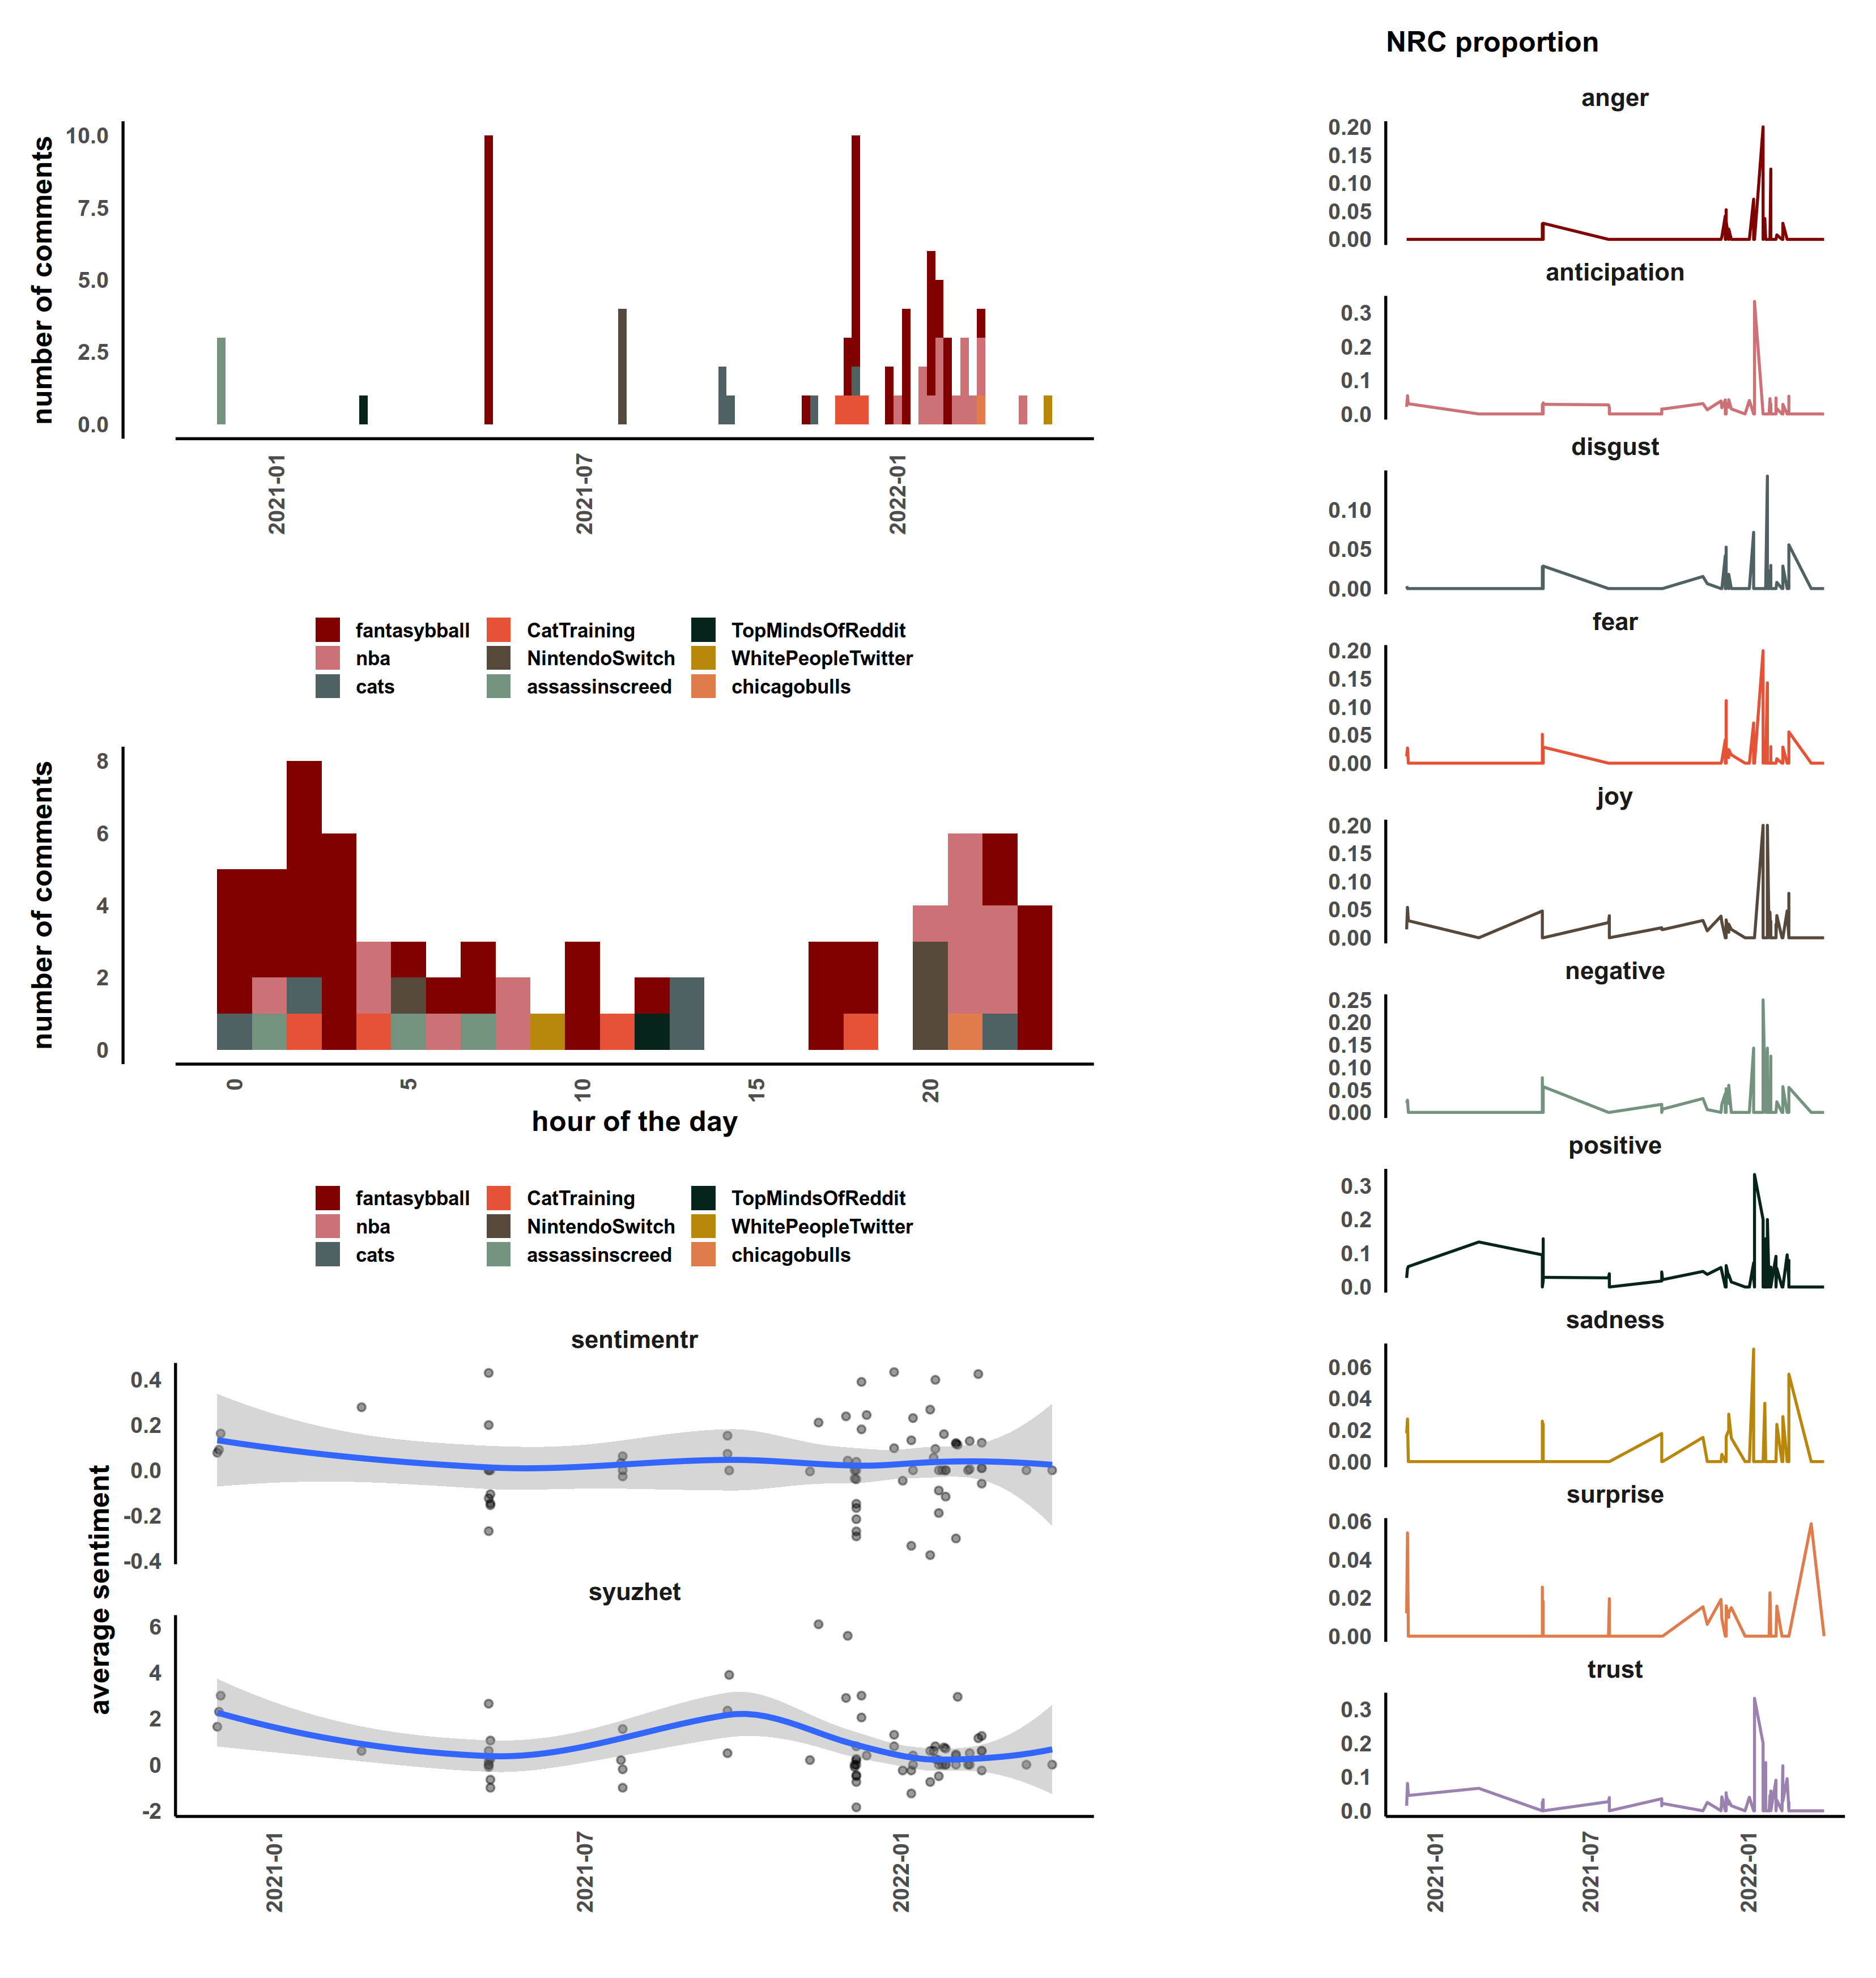 number of comments
10.0
7.5
5.0
2.5
0.0
2021-01
2021-07
2022-01
fantasybball
CatTraining
TopMindsOfReddit
nba
NintendoSwitch
WhitePeopleTwitter
cats
assassinscreed
chicagobulls
number of comments
8
6
4
2
0
0
5
10
15
20
hour of the day
fantasybball
CatTraining
TopMindsOfReddit
nba
NintendoSwitch
WhitePeopleTwitter
cats
assassinscreed
chicagobulls
average sentiment
sentimentr
0.4
0.2
0.0
-0.2
-0.4
syuzhet
6
4
2
0
-2
2021-01
2021-07
2022-01
NRC proportion
anger
0.20
0.15
0.10
0.05
0.00
anticipation
0.3
0.2
0.1
0.0
disgust
0.10
0.05
0.00
fear
0.20
0.15
0.10
0.05
0.00
joy
0.20
0.15
0.10
0.05
0.00
negative
0.25
0.20
0.15
0.10
0.05
0.00
positive
0.3
0.2
0.1
0.0
sadness
0.06
0.04
0.02
0.00
surprise
0.06
0.04
0.02
0.00
trust
0.3
0.2
0.1
0.0
2021-01
2021-07
2022-01